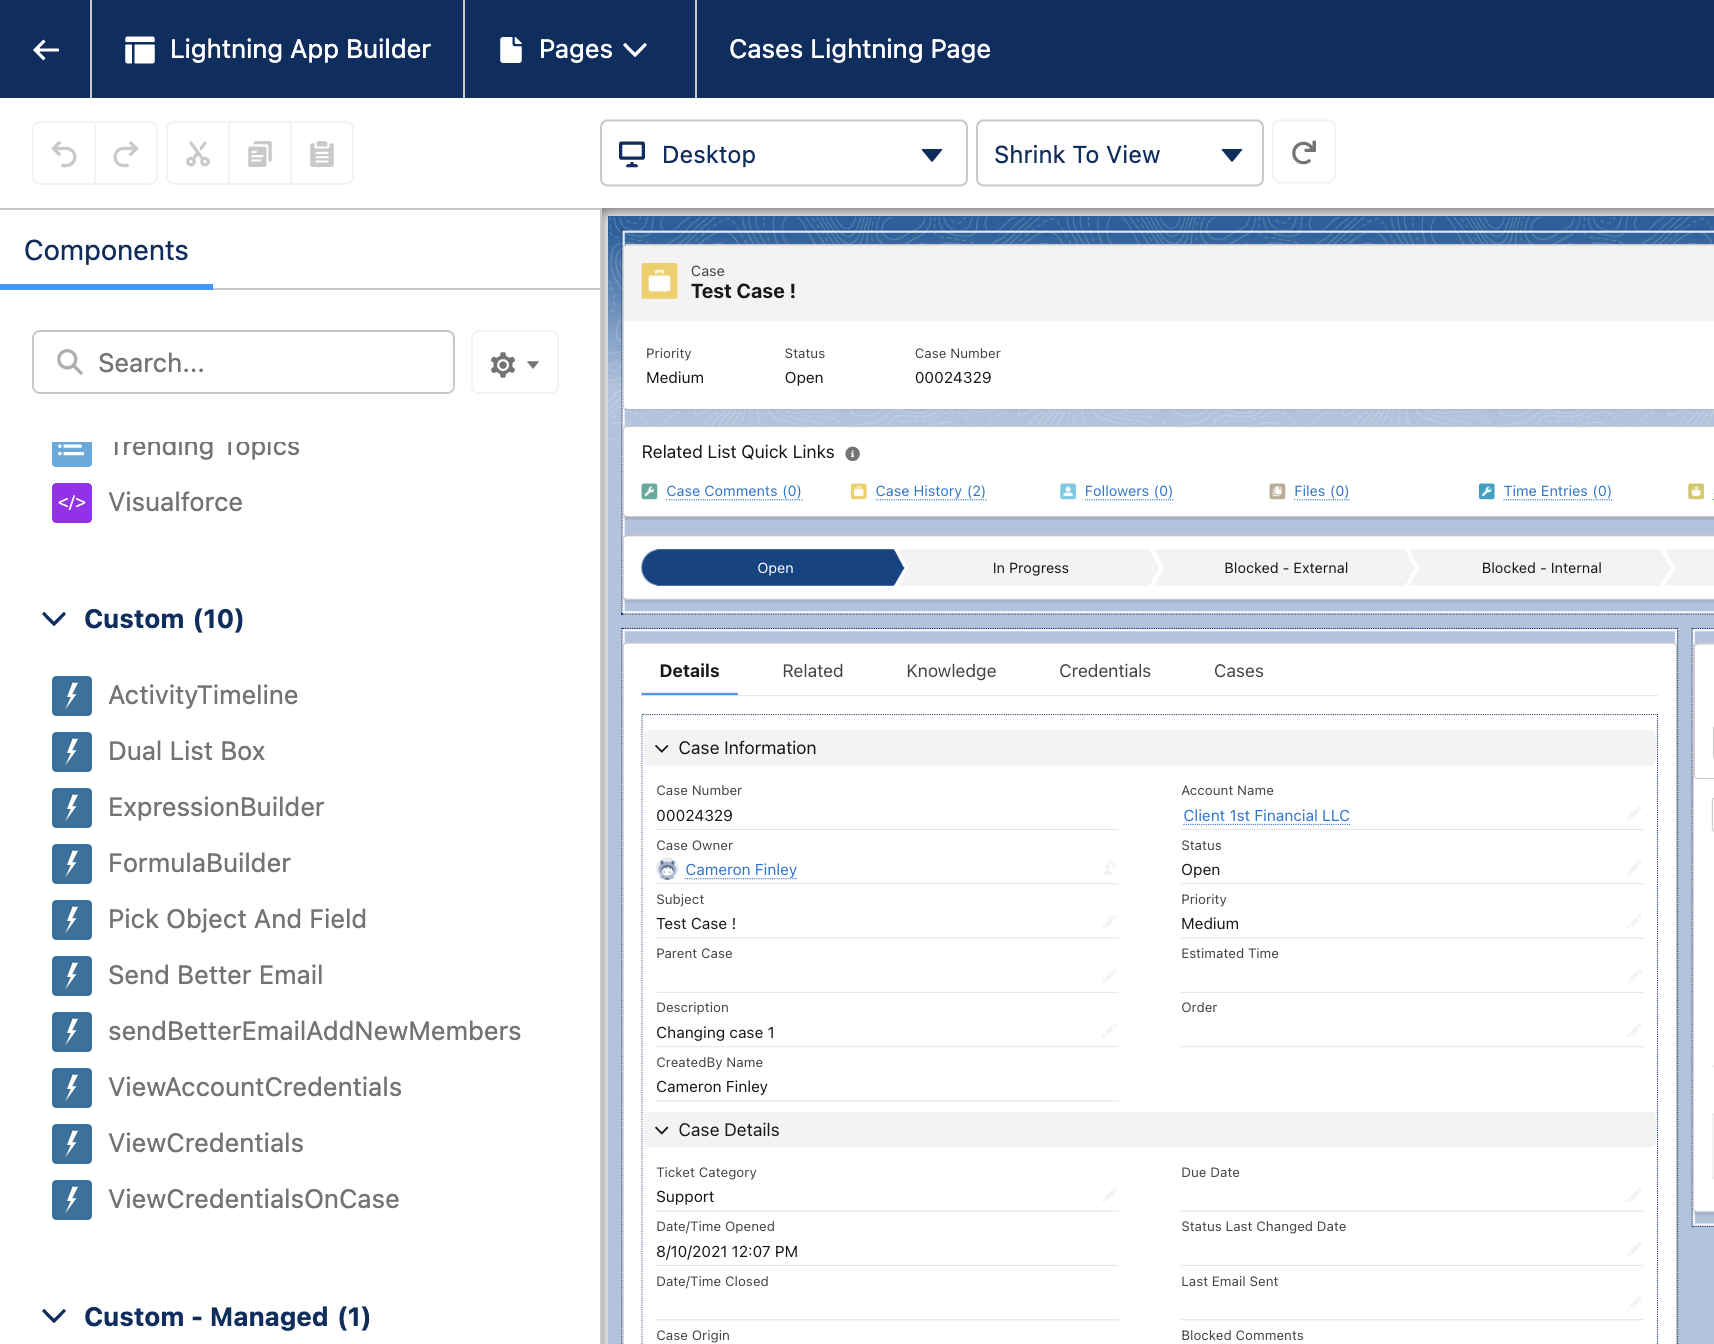 Lightning App Builder
Pages
Cases Lightning Page
Desktop
Shrink To View
Components
Search...
Trending Topics
</> Visualforce
Custom (10)
ActivityTimeline
Dual List Box
ExpressionBuilder
FormulaBuilder
Pick Object And Field
Send Better Email
sendBetterEmailAddNewMembers
ViewAccountCredentials
ViewCredentials
ViewCredentialsOnCase
Custom - Managed (1)
Case
Test Case !
Priority Status Case Number
Medium Open 00024329
Related List Quick Links
Case Comments (0) Case History (2) Followers (0) Files (0) Time Entries (0)
Open In Progress Blocked - External Blocked - Internal
Details Related Knowledge Credentials Cases
Case Information
Case Number Account Name
00024329 Client 1st Financial LLC
Case Owner Status
Cameron Finley Open
Subject Priority
Test Case ! Medium
Parent Case Estimated Time
Description Order
Changing case 1
CreatedBy Name
Cameron Finley
Case Details
Ticket Category Due Date
Support
Date/Time Opened Status Last Changed Date
8/10/2021 12:07 PM
Date/Time Closed Last Email Sent
Case Origin Blocked Comments